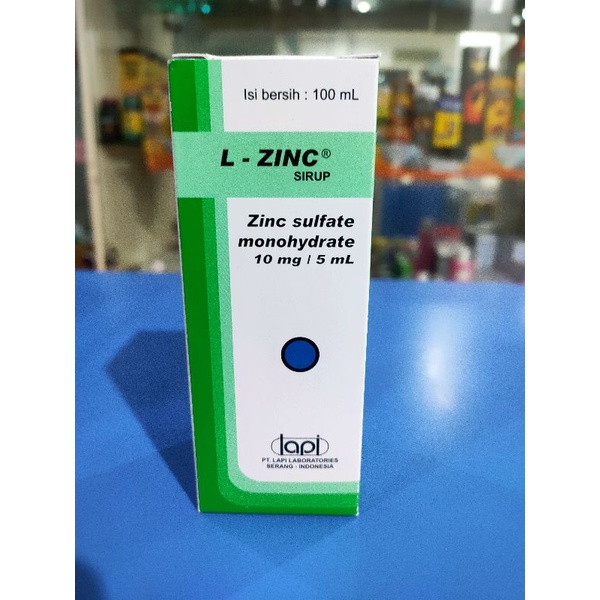 Isi bersih : 100 mL
L - ZINC®
SIRUP
Zinc sulfate
monohydrate
10 mg / 5 mL
lapi
PT. LAPI LABORATORIES
SERANG - INDONESIA